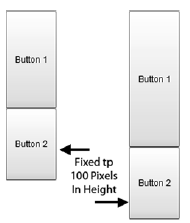 Button 1
Button 1
Button 2
Fixed tp
100 Pixels
In Height
Button 2